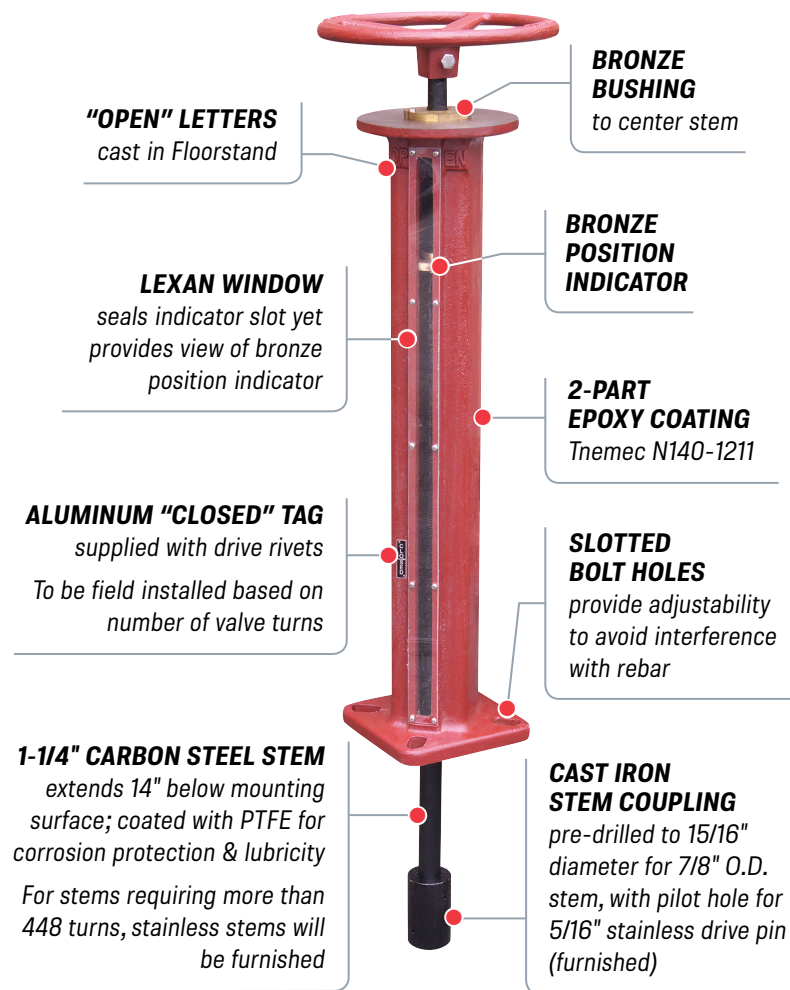 "OPEN" LETTERS
cast in Floorstand
BRONZE
BUSHING
to center stem
BRONZE
POSITION
INDICATOR
LEXAN WINDOW
seals indicator slot yet
provides view of bronze
position indicator
2-PART
EPOXY COATING
Tnemec N140-1211
ALUMINUM "CLOSED" TAG
supplied with drive rivets
To be field installed based on
number of valve turns
SLOTTED
BOLT HOLES
provide adjustability
to avoid interference
with rebar
1-1/4" CARBON STEEL STEM
extends 14" below mounting
surface; coated with PTFE for
corrosion protection & lubricity
For stems requiring more than
448 turns, stainless stems will
be furnished
CAST IRON
STEM COUPLING
pre-drilled to 15/16"
diameter for 7/8" O.D.
stem, with pilot hole for
5/16" stainless drive pin
(furnished)